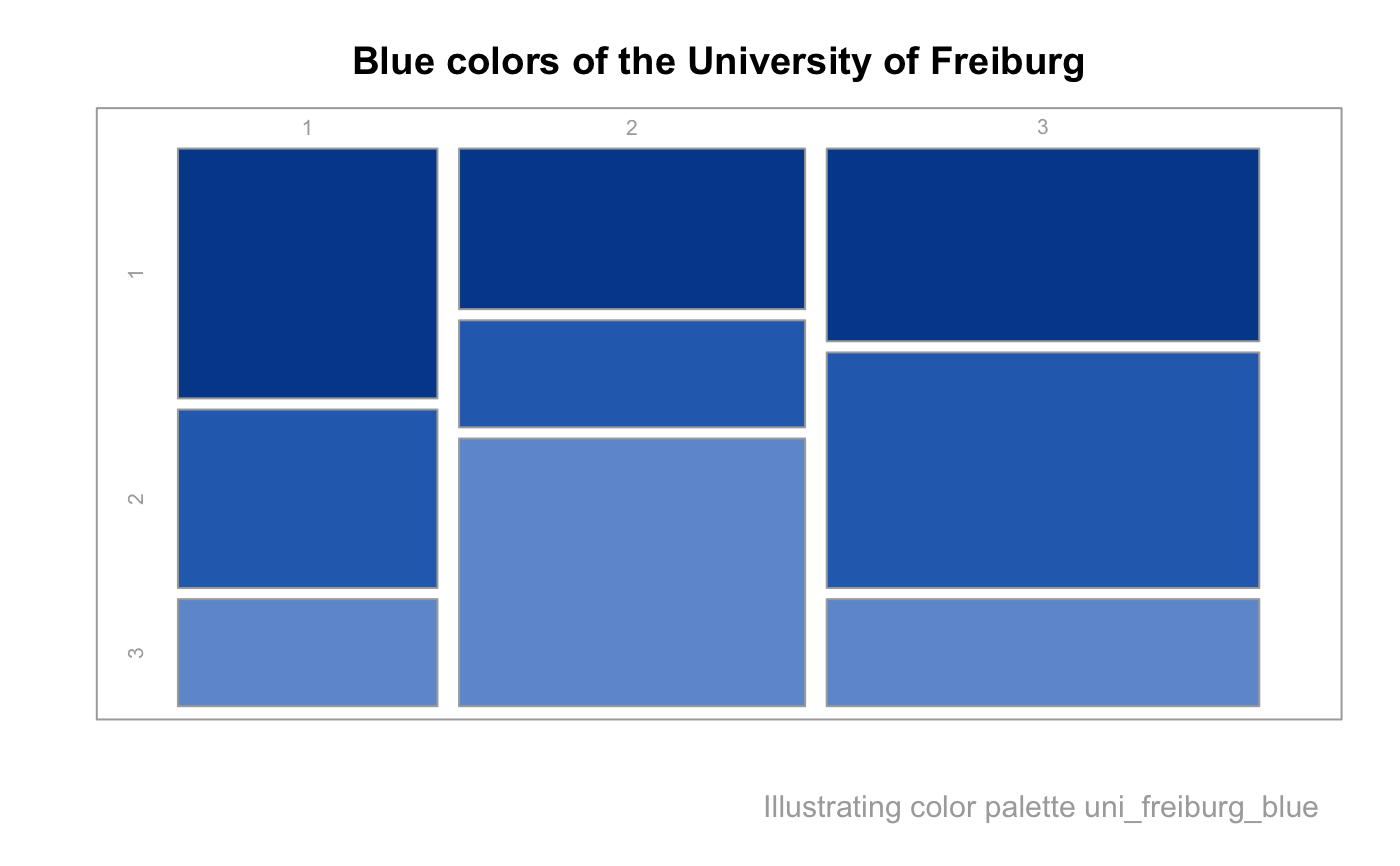 Blue colors of the University of Freiburg
1 2 3
1
2
3
Illustrating color palette uni_freiburg_blue